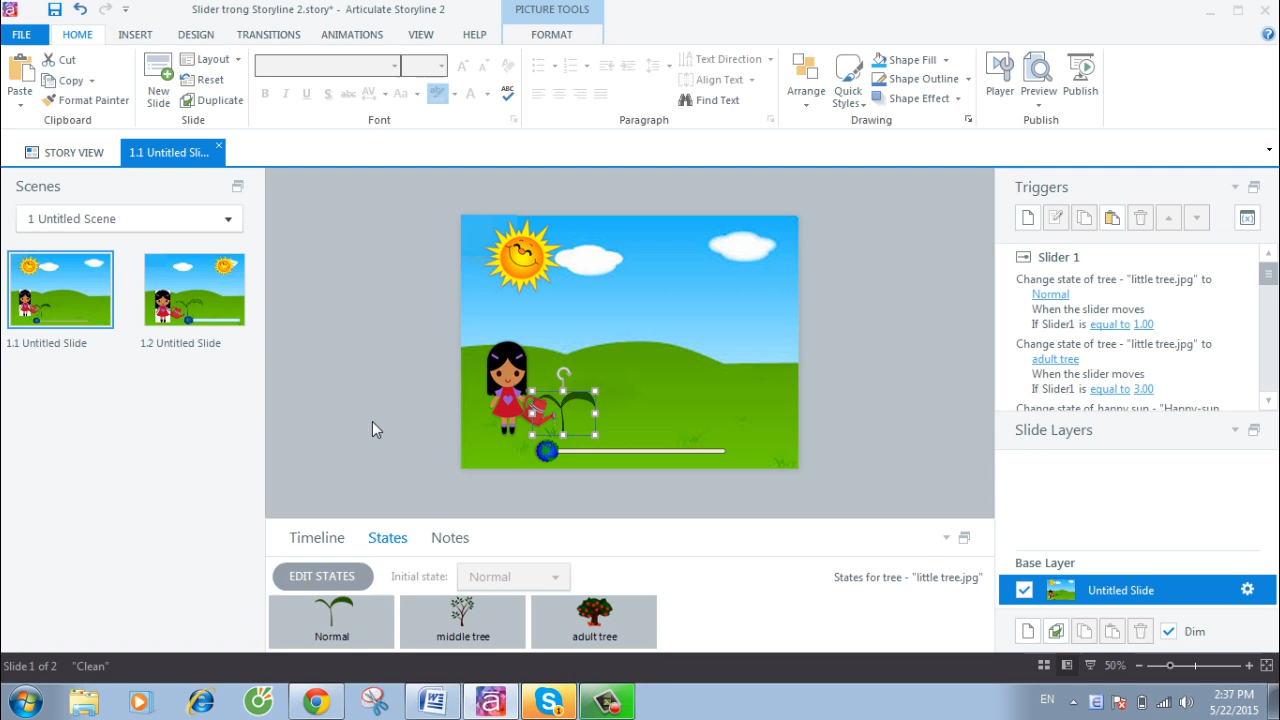 Slider trong Storyline 2.story* - Articulate Storyline 2
PICTURE TOOLS
FILE HOME INSERT DESIGN TRANSITIONS ANIMATIONS VIEW HELP FORMAT
Paste
Cut
Copy
Format Painter
Clipboard
New Slide
Layout
Reset
Duplicate
Slide
Font
Text Direction
Align Text
Find Text
Paragraph
Arrange
Quick Styles
Shape Fill
Shape Outline
Shape Effect
Drawing
Player
Preview
Publish
Publish
STORY VIEW
1.1 Untitled Sli...
Scenes
1 Untitled Scene
1.1 Untitled Slide
1.2 Untitled Slide
Triggers
Slider 1
Change state of tree - "little tree.jpg" to
Normal
When the slider moves
If Slider1 is equal to 1.00
Change state of tree - "little tree.jpg" to
adult tree
When the slider moves
If Slider1 is equal to 3.00
Change state of happy sun - "Happy-sun
Slide Layers
Base Layer
Untitled Slide
Dim
Timeline States Notes
EDIT STATES
Initial state: Normal
States for tree - "little tree.jpg"
Normal
middle tree
adult tree
Slide 1 of 2 "Clean"
50%
EN
2:37 PM
5/22/2015